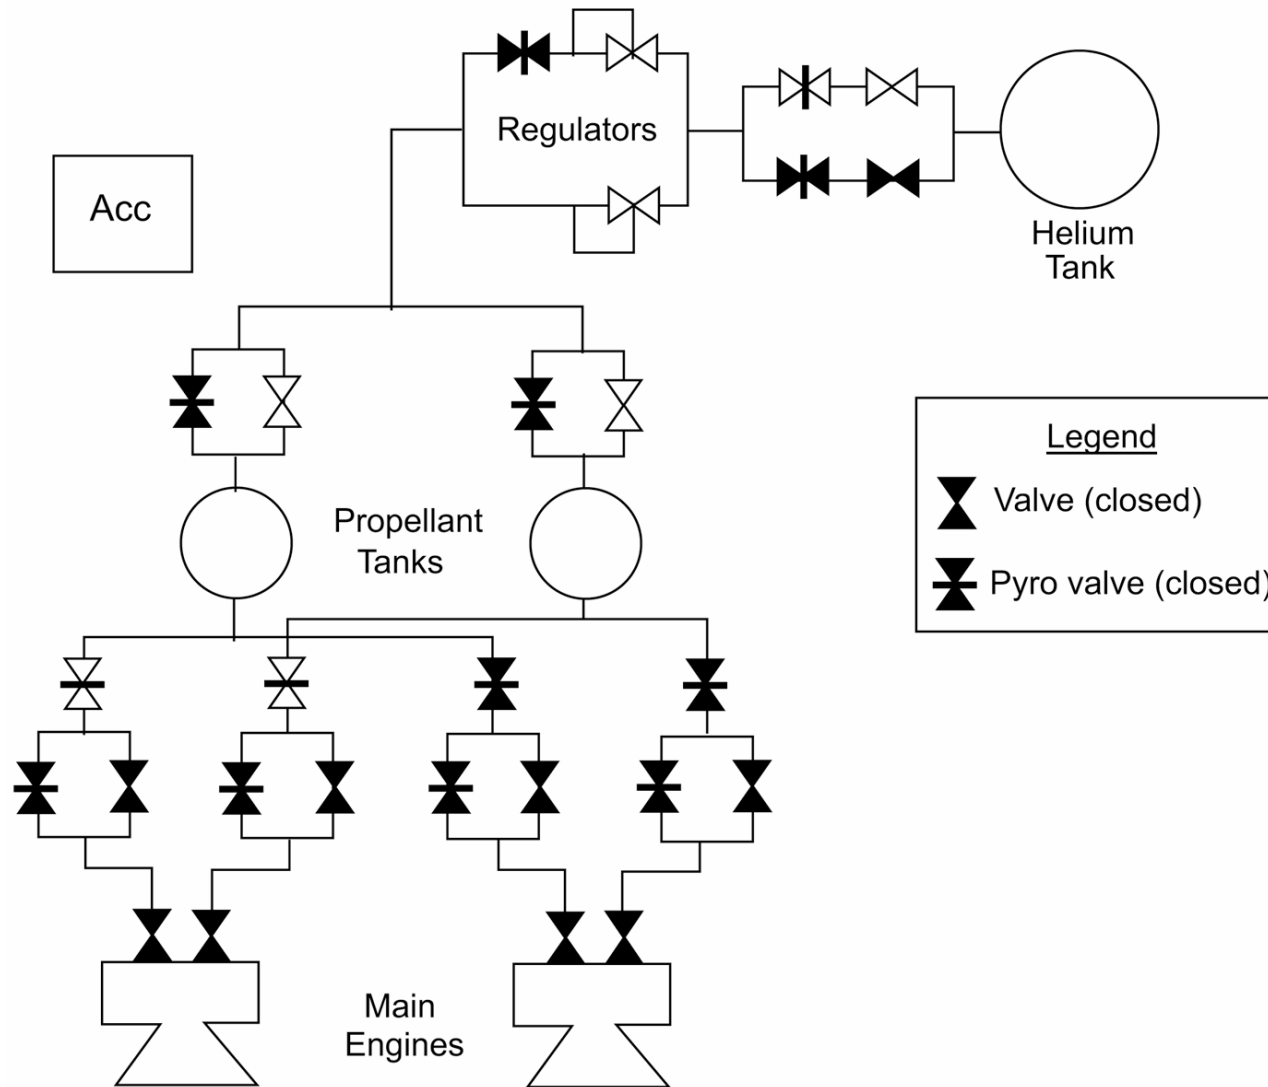 Regulators
Acc
Helium
Tank
Legend
Valve (closed)
Propellant
Tanks
Pyro valve (closed)
Main
Engines